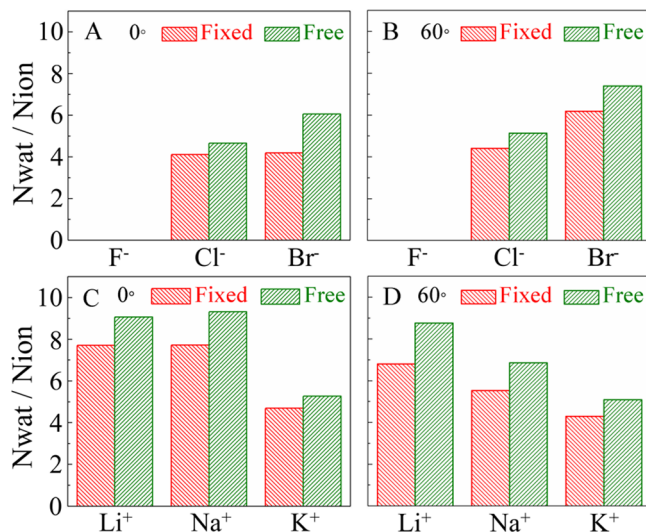 A 0° Fixed Free
B 60° Fixed Free
Nwat / Nion
10
8
6
4
2
0
F⁻ Cl⁻ Br⁻
F⁻ Cl⁻ Br⁻
C 0° Fixed Free
D 60° Fixed Free
Nwat / Nion
10
8
6
4
2
0
Li⁺ Na⁺ K⁺
Li⁺ Na⁺ K⁺